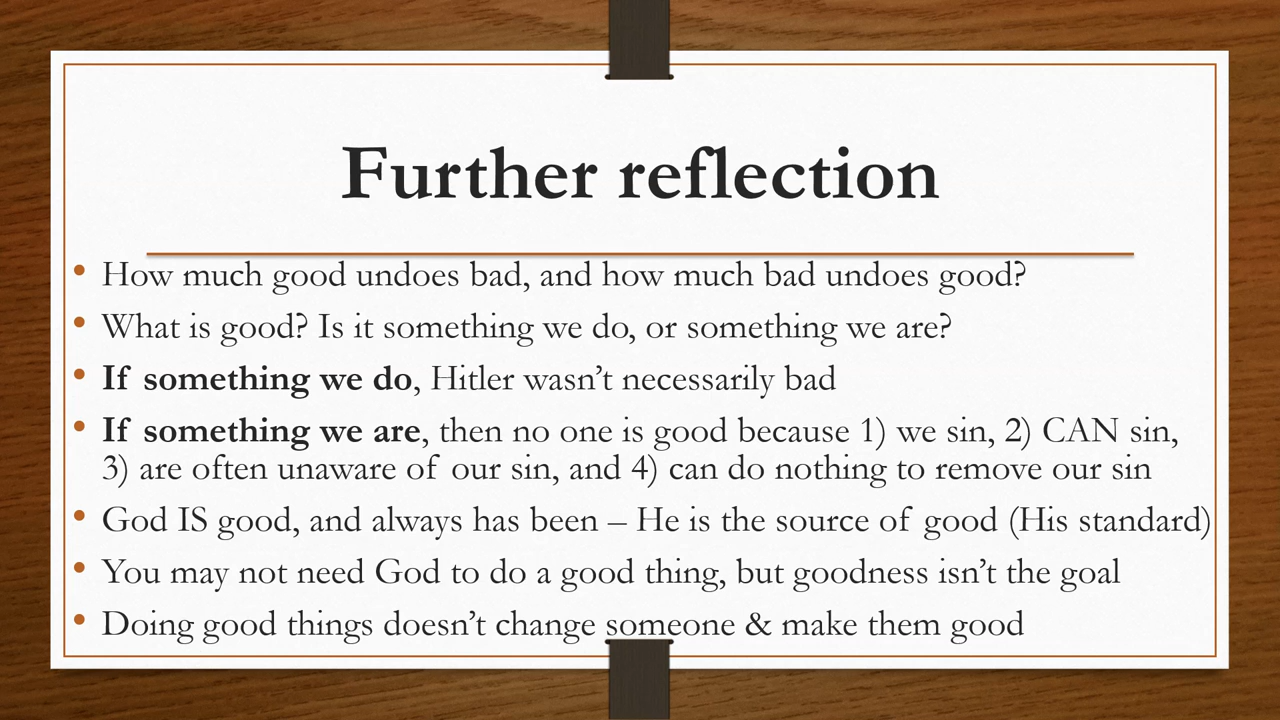 Further reflection
• How much good undoes bad, and how much bad undoes good?
• What is good? Is it something we do, or something we are?
• If something we do, Hitler wasn’t necessarily bad
• If something we are, then no one is good because 1) we sin, 2) CAN sin,
3) are often unaware of our sin, and 4) can do nothing to remove our sin
• God IS good, and always has been – He is the source of good (His standard)
• You may not need God to do a good thing, but goodness isn’t the goal
• Doing good things doesn’t change someone & make them good